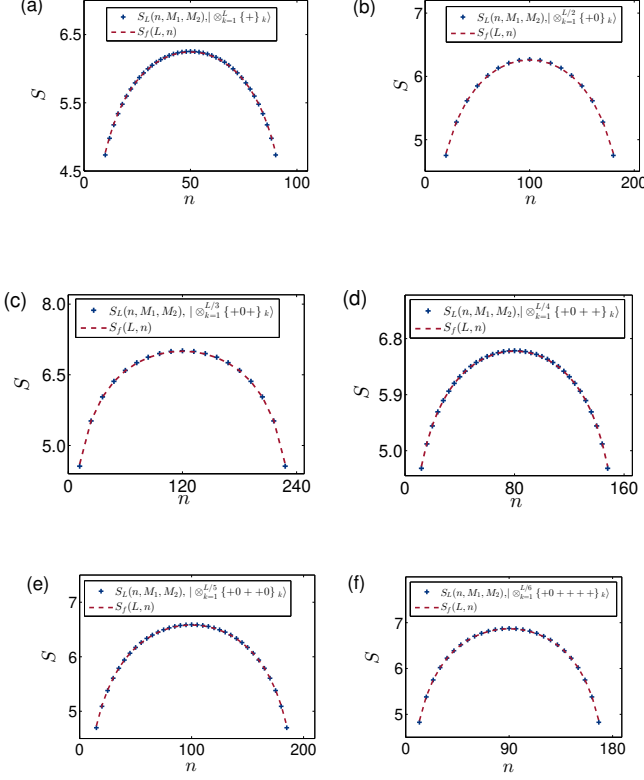 (a)
S_L(n, M_1, M_2),| ⊗_{k=1}^{L} {+} _k⟩
S_f(L, n)
6.5
S
4.5
0
50
100
n
(b)
S_L(n, M_1, M_2),| ⊗_{k=1}^{L/2} {+0} _k⟩
S_f(L, n)
7
6
S
5
0
100
200
n
(c)
S_L(n, M_1, M_2), | ⊗_{k=1}^{L/3} {+0+} _k⟩
S_f(L, n)
8.0
6.5
S
5.0
0
120
240
n
(d)
S_L(n, M_1, M_2),| ⊗_{k=1}^{L/4} {+0 + +} _k⟩
S_f(L, n)
6.8
5.9
S
5.0
0
80
160
n
(e)
S_L(n, M_1, M_2), | ⊗_{k=1}^{L/5} {+0 + +0} _k⟩
S_f(L, n)
7
6
S
5
0
100
200
n
(f)
S_L(n, M_1, M_2),| ⊗_{k=1}^{L/6} {+0 + + + +} _k⟩
S_f(L, n)
8
7
S
6
5
0
90
180
n